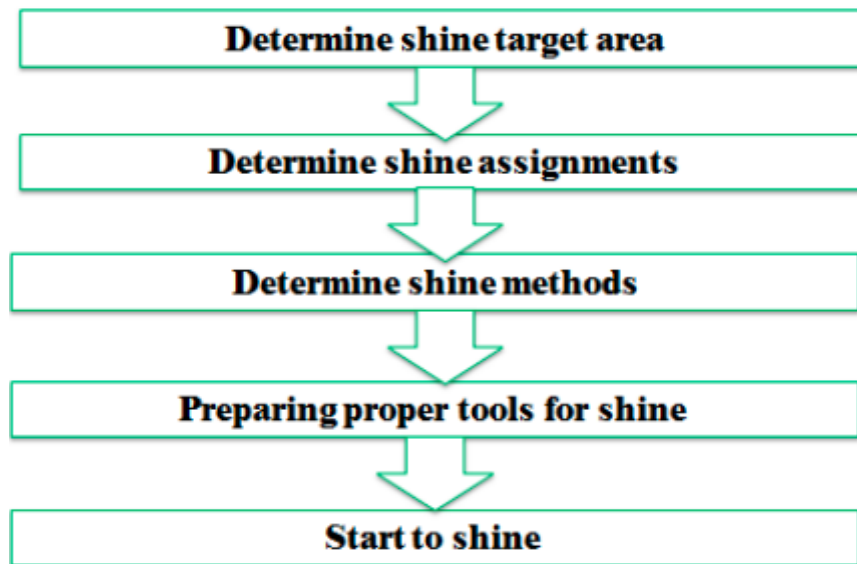 Determine shine target area
Determine shine assignments
Determine shine methods
Preparing proper tools for shine
Start to shine